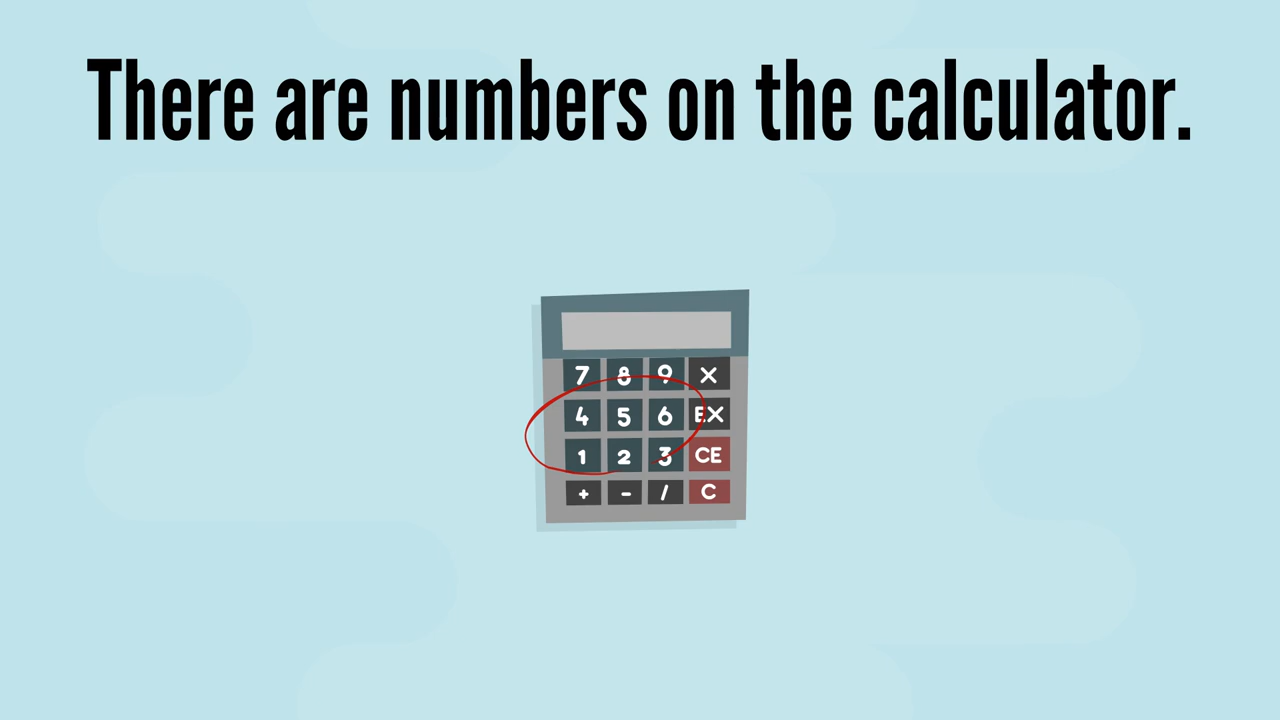 There are numbers on the calculator.
7 8 9 X
4 5 6 EX
1 2 3 CE
+ - / C